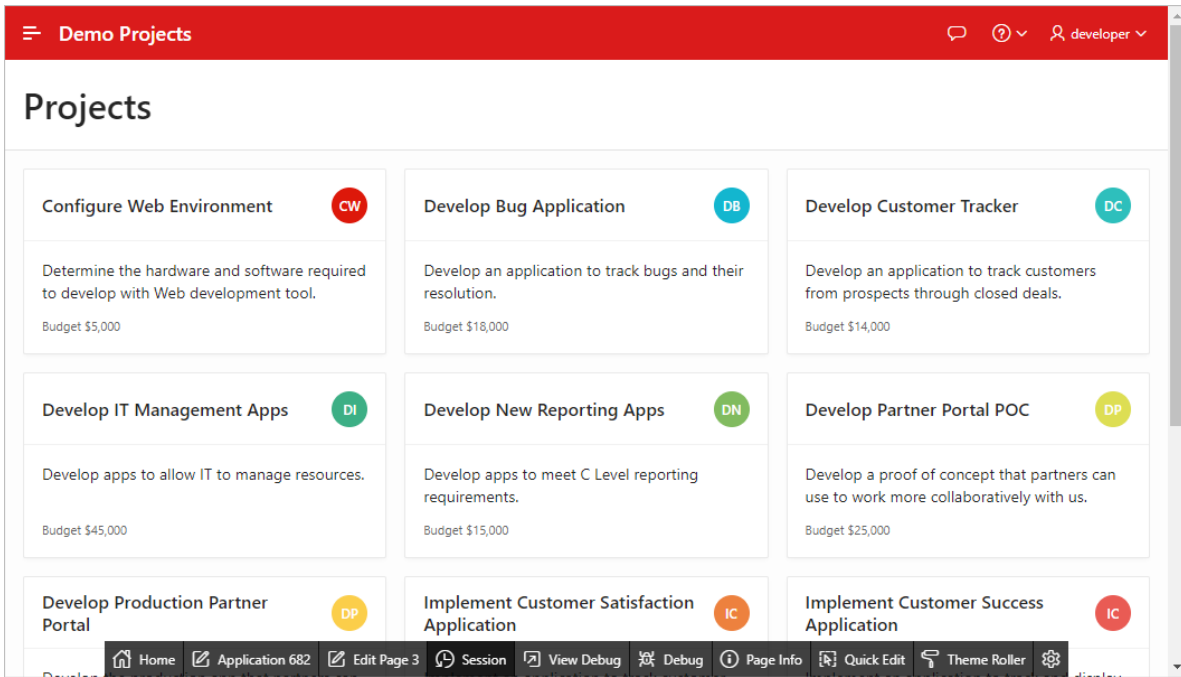 Demo Projects
developer
Projects
Configure Web Environment
CW
Determine the hardware and software required
to develop with Web development tool.
Budget $5,000
Develop Bug Application
DB
Develop an application to track bugs and their
resolution.
Budget $18,000
Develop Customer Tracker
DC
Develop an application to track customers
from prospects through closed deals.
Budget $14,000
Develop IT Management Apps
DI
Develop apps to allow IT to manage resources.
Budget $45,000
Develop New Reporting Apps
DN
Develop apps to meet C Level reporting
requirements.
Budget $15,000
Develop Partner Portal POC
DP
Develop a proof of concept that partners can
use to work more collaboratively with us.
Budget $25,000
Develop Production Partner
Portal
DP
Implement Customer Satisfaction
Application
IC
Implement Customer Success
Application
IC
Home
Application 682
Edit Page 3
Session
View Debug
Debug
Page Info
Quick Edit
Theme Roller